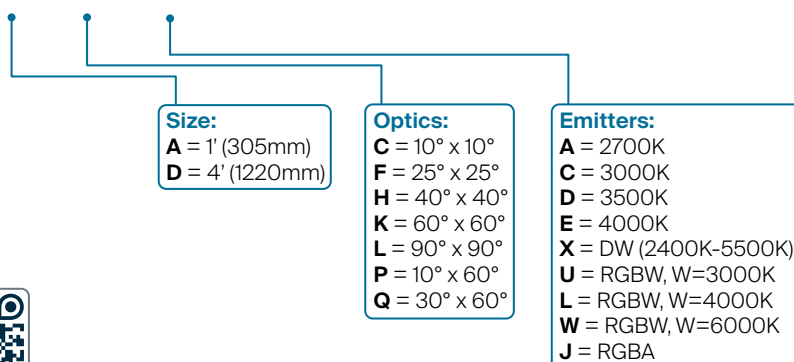 Size:
A = 1' (305mm)
D = 4' (1220mm)
Optics:
C = 10° x 10°
F = 25° x 25°
H = 40° x 40°
K = 60° x 60°
L = 90° x 90°
P = 10° x 60°
Q = 30° x 60°
Emitters:
A = 2700K
C = 3000K
D = 3500K
E = 4000K
X = DW (2400K-5500K)
U = RGBW, W=3000K
L = RGBW, W=4000K
W = RGBW, W=6000K
J = RGBA